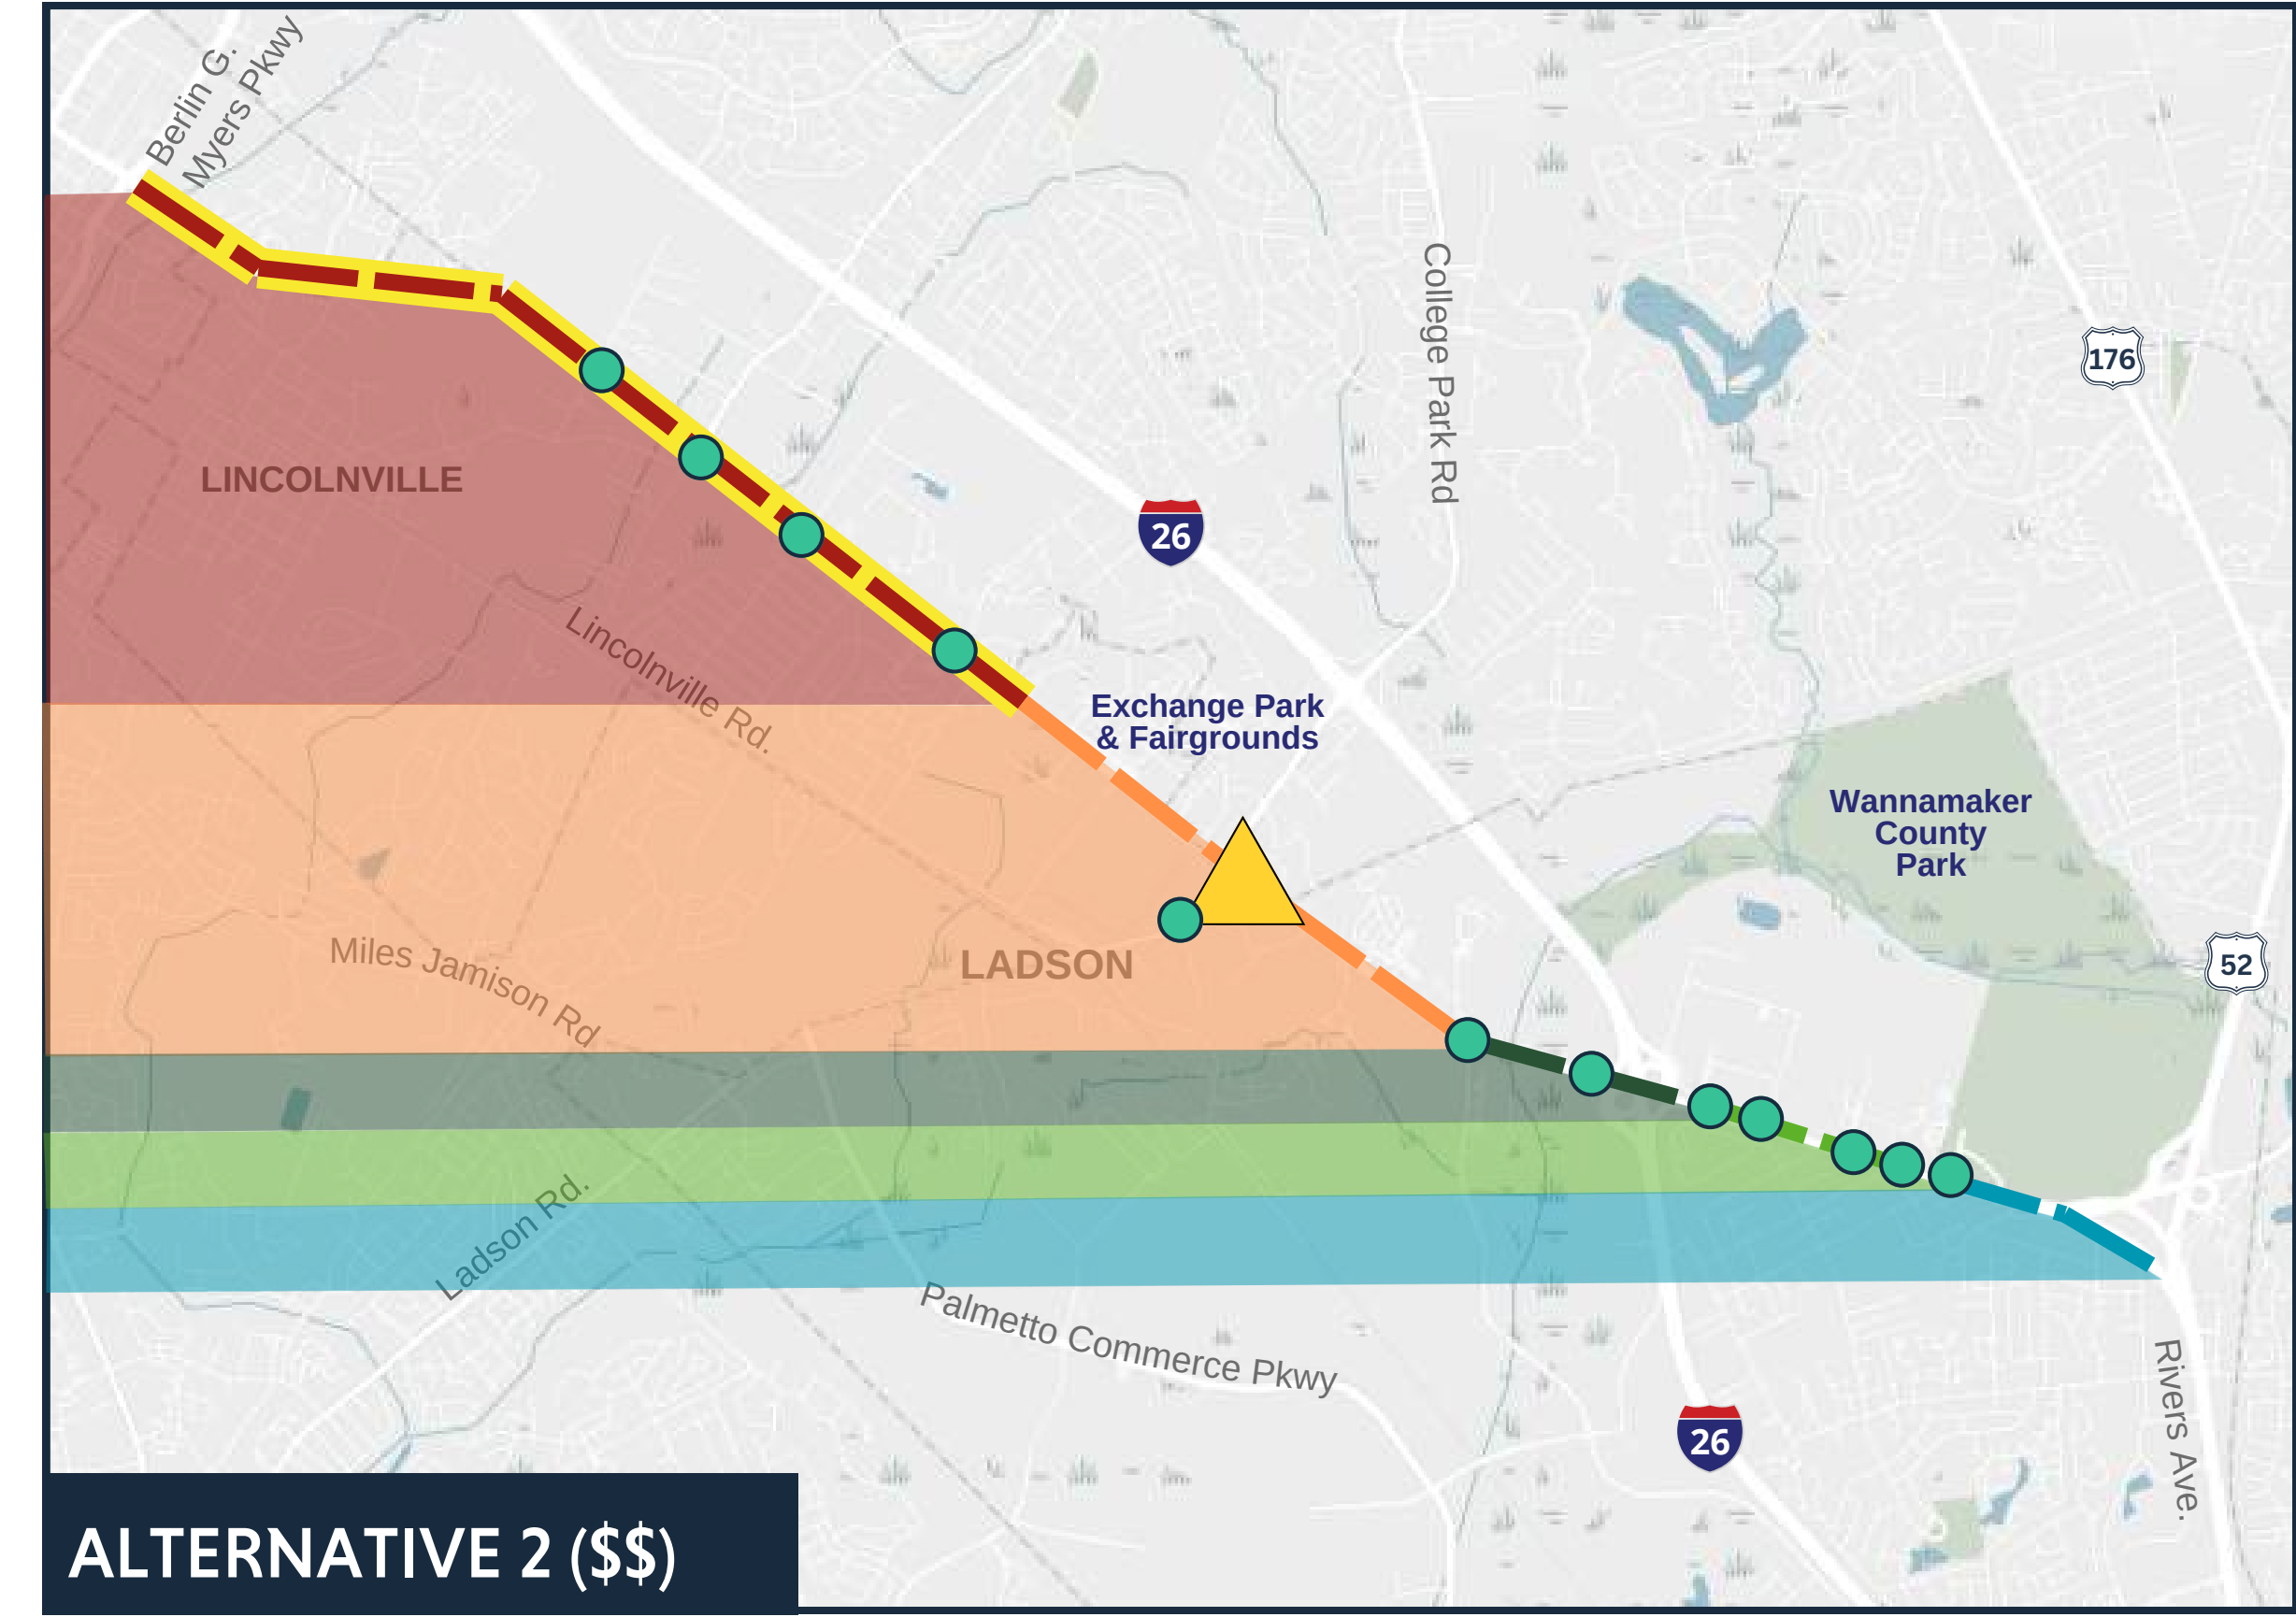 Berlin G.
Myers Pkwy
College Park Rd
176
LINCOLNVILLE
26
Lincolnville Rd.
Exchange Park
& Fairgrounds
Wannamaker
County
Park
Miles Jamison Rd
LADSON
52
Ladson Rd.
Palmetto Commerce Pkwy
Rivers Ave.
26
ALTERNATIVE 2 ($$)